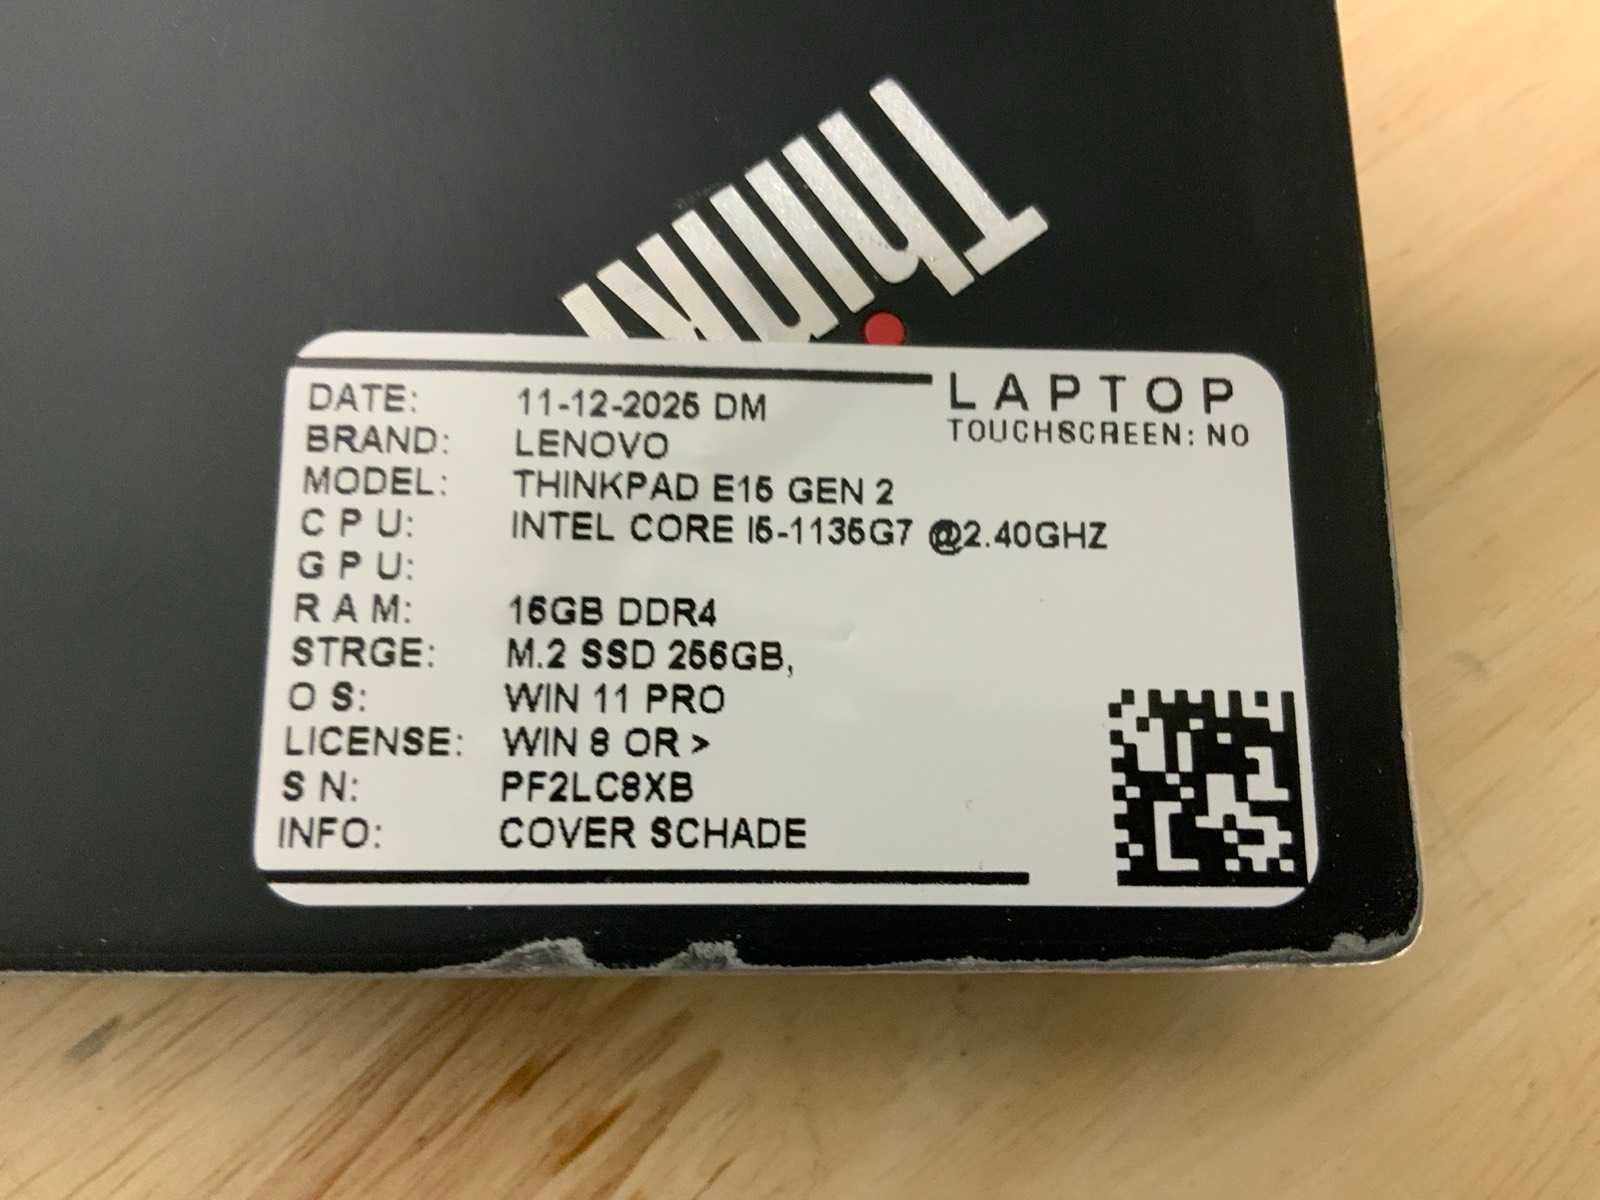 Think
LAPTOP
TOUCHSCREEN: NO
DATE: 11-12-2025 DM
BRAND: LENOVO
MODEL: THINKPAD E15 GEN 2
CPU: INTEL CORE I5-1135G7 @2.40GHZ
GPU:
RAM: 16GB DDR4
STRGE: M.2 SSD 256GB,
OS: WIN 11 PRO
LICENSE: WIN 8 OR >
SN: PF2LC8XB
INFO: COVER SCHADE